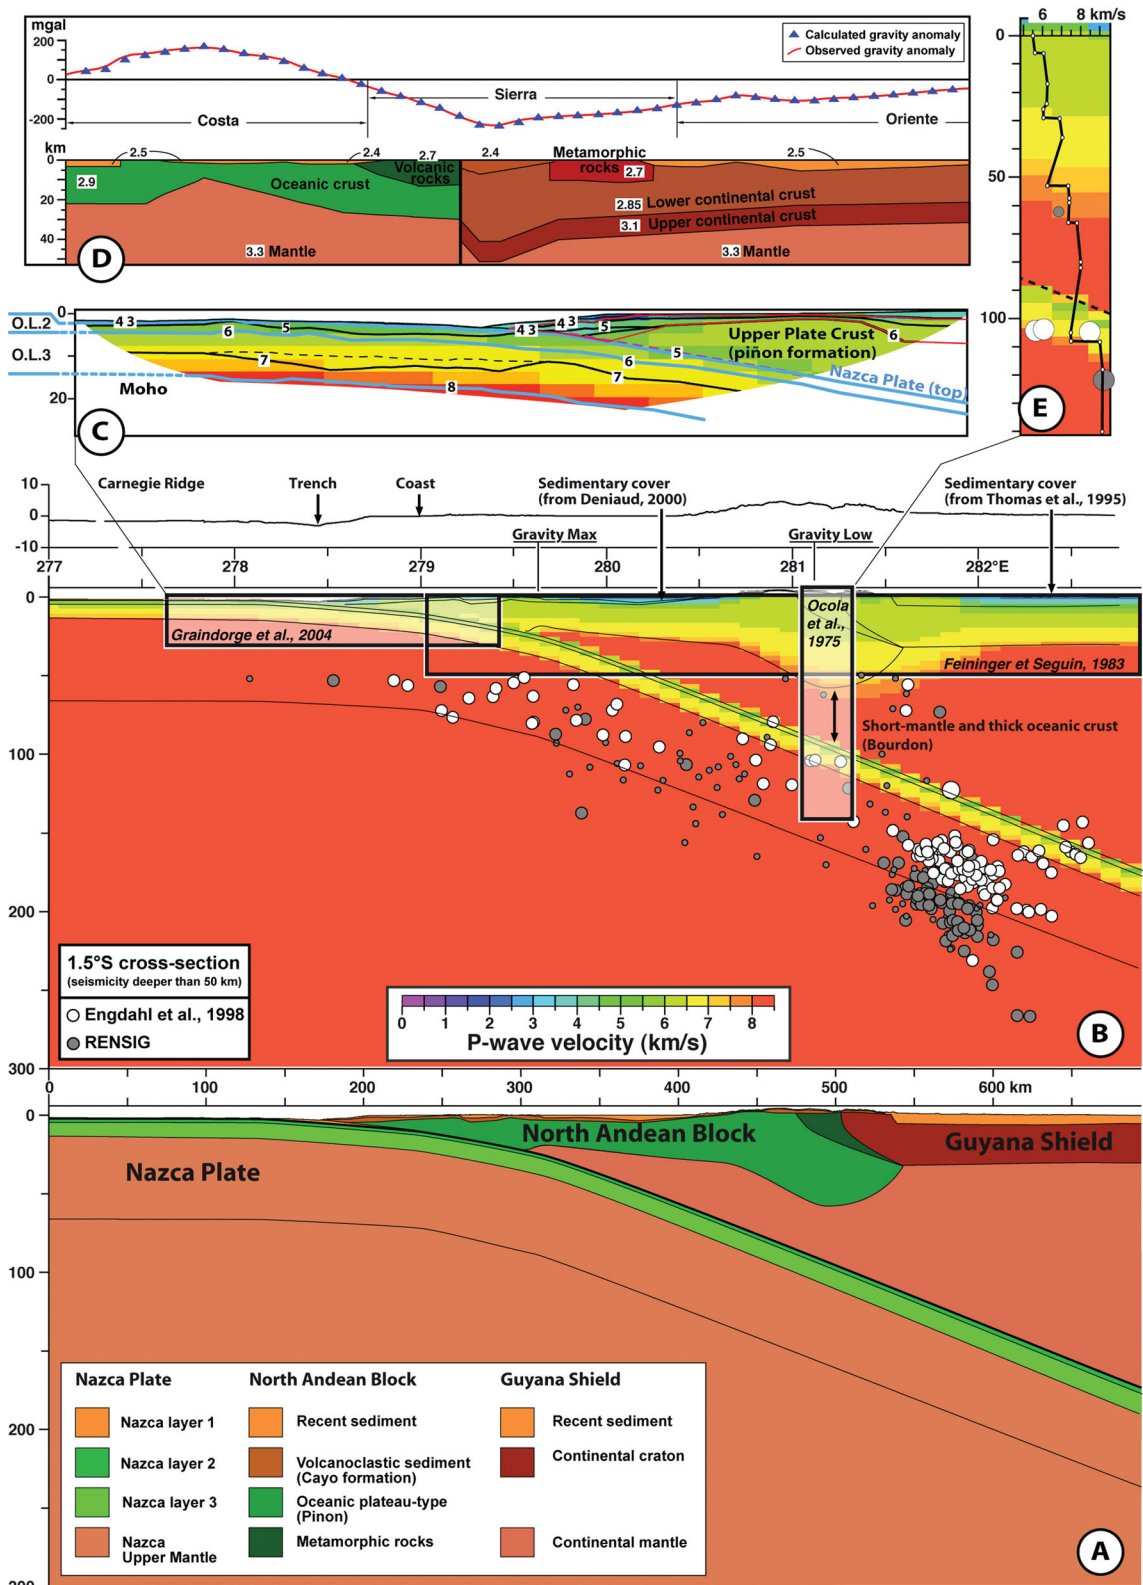 mgal
200
0
-200
Calculated gravity anomaly
Observed gravity anomaly
Costa
Sierra
Oriente
km
0
20
40
2.5
2.4
2.7
2.4
Metamorphic
rocks
2.7
2.5
Volcanic
rocks
2.9
Oceanic crust
2.85 Lower continental crust
3.1 Upper continental crust
3.3 Mantle
3.3 Mantle
D
6 8 km/s
0
50
100
E
0
20
O.L.2
O.L.3
Moho
4 3
6
5
7
8
4 3
4 3
5
6
5
6
7
Upper Plate Crust
(piñon formation)
Nazca Plate (top)
C
10
0
-10
Carnegie Ridge
Trench
Coast
Sedimentary cover
(from Deniaud, 2000)
Sedimentary cover
(from Thomas et al., 1995)
Gravity Max
Gravity Low
277 278 279 280 281 282°E
0
100
200
300
Graindorge et al., 2004
Ocola
et al.,
1975
Feininger et Seguin, 1983
Short-mantle and thick oceanic crust
(Bourdon)
1.5°S cross-section
(seismicity deeper than 50 km)
Engdahl et al., 1998
RENSIG
0 1 2 3 4 5 6 7 8
P-wave velocity (km/s)
B
0 100 200 300 400 500 600 km
0
100
200
300
Nazca Plate
North Andean Block
Guyana Shield
Nazca Plate
Nazca layer 1
Nazca layer 2
Nazca layer 3
Nazca
Upper Mantle
North Andean Block
Recent sediment
Volcanoclastic sediment
(Cayo formation)
Oceanic plateau-type
(Pinon)
Metamorphic rocks
Guyana Shield
Recent sediment
Continental craton
Continental mantle
A